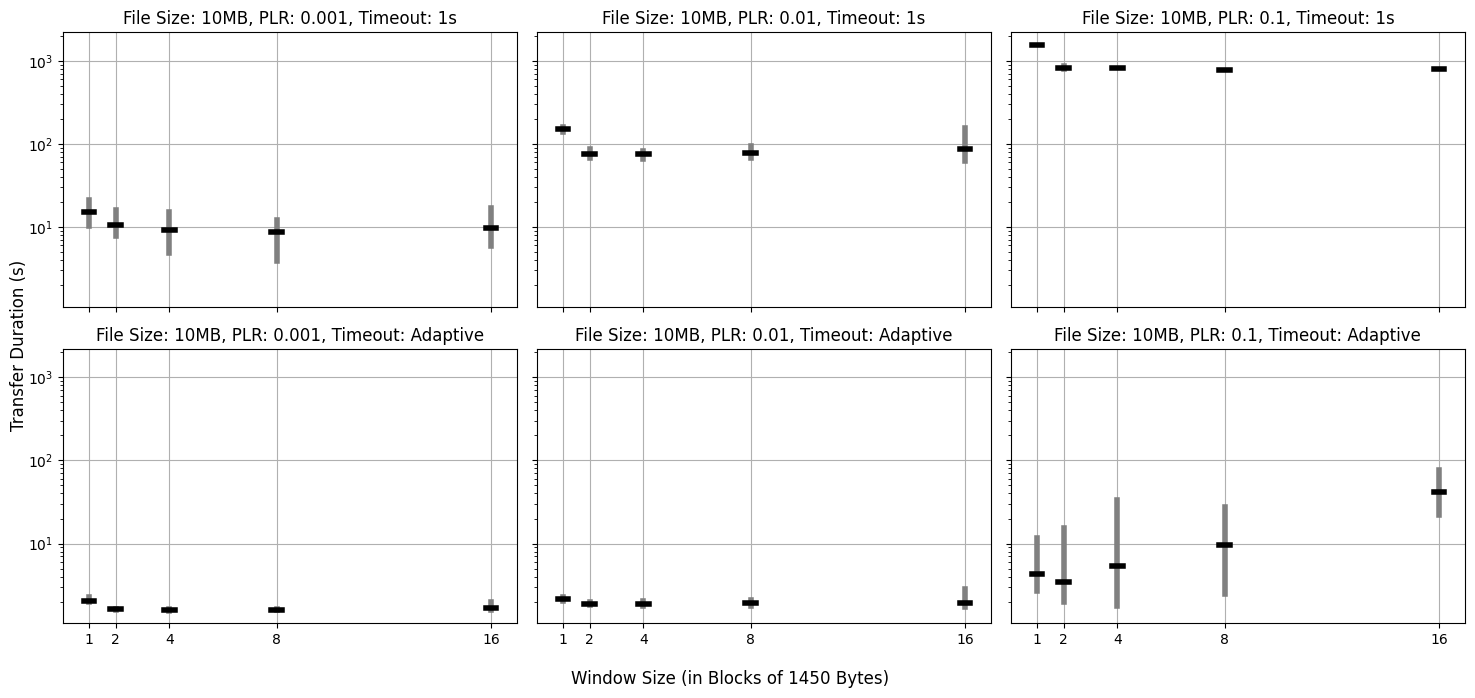 File Size: 10MB, PLR: 0.001, Timeout: 1s
File Size: 10MB, PLR: 0.01, Timeout: 1s
File Size: 10MB, PLR: 0.1, Timeout: 1s
10³
10²
10¹
Transfer Duration (s)
File Size: 10MB, PLR: 0.001, Timeout: Adaptive
File Size: 10MB, PLR: 0.01, Timeout: Adaptive
File Size: 10MB, PLR: 0.1, Timeout: Adaptive
10³
10²
10¹
1 2 4 8 16
1 2 4 8 16
1 2 4 8 16
Window Size (in Blocks of 1450 Bytes)